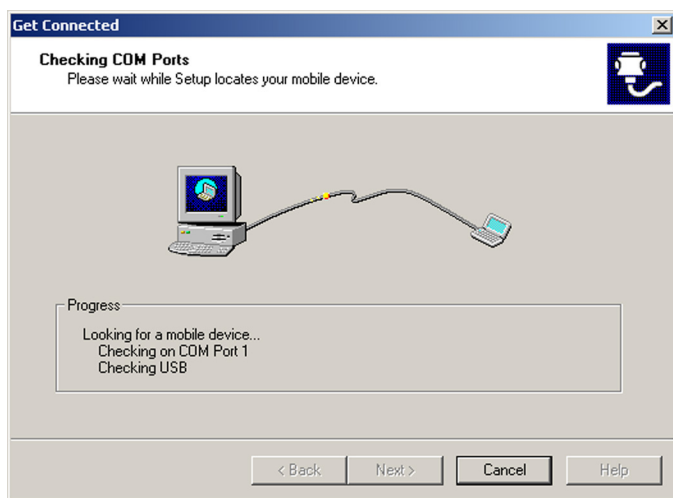 Get Connected
Checking COM Ports
Please wait while Setup locates your mobile device.
Progress
Looking for a mobile device...
Checking on COM Port 1
Checking USB
< Back
Next >
Cancel
Help